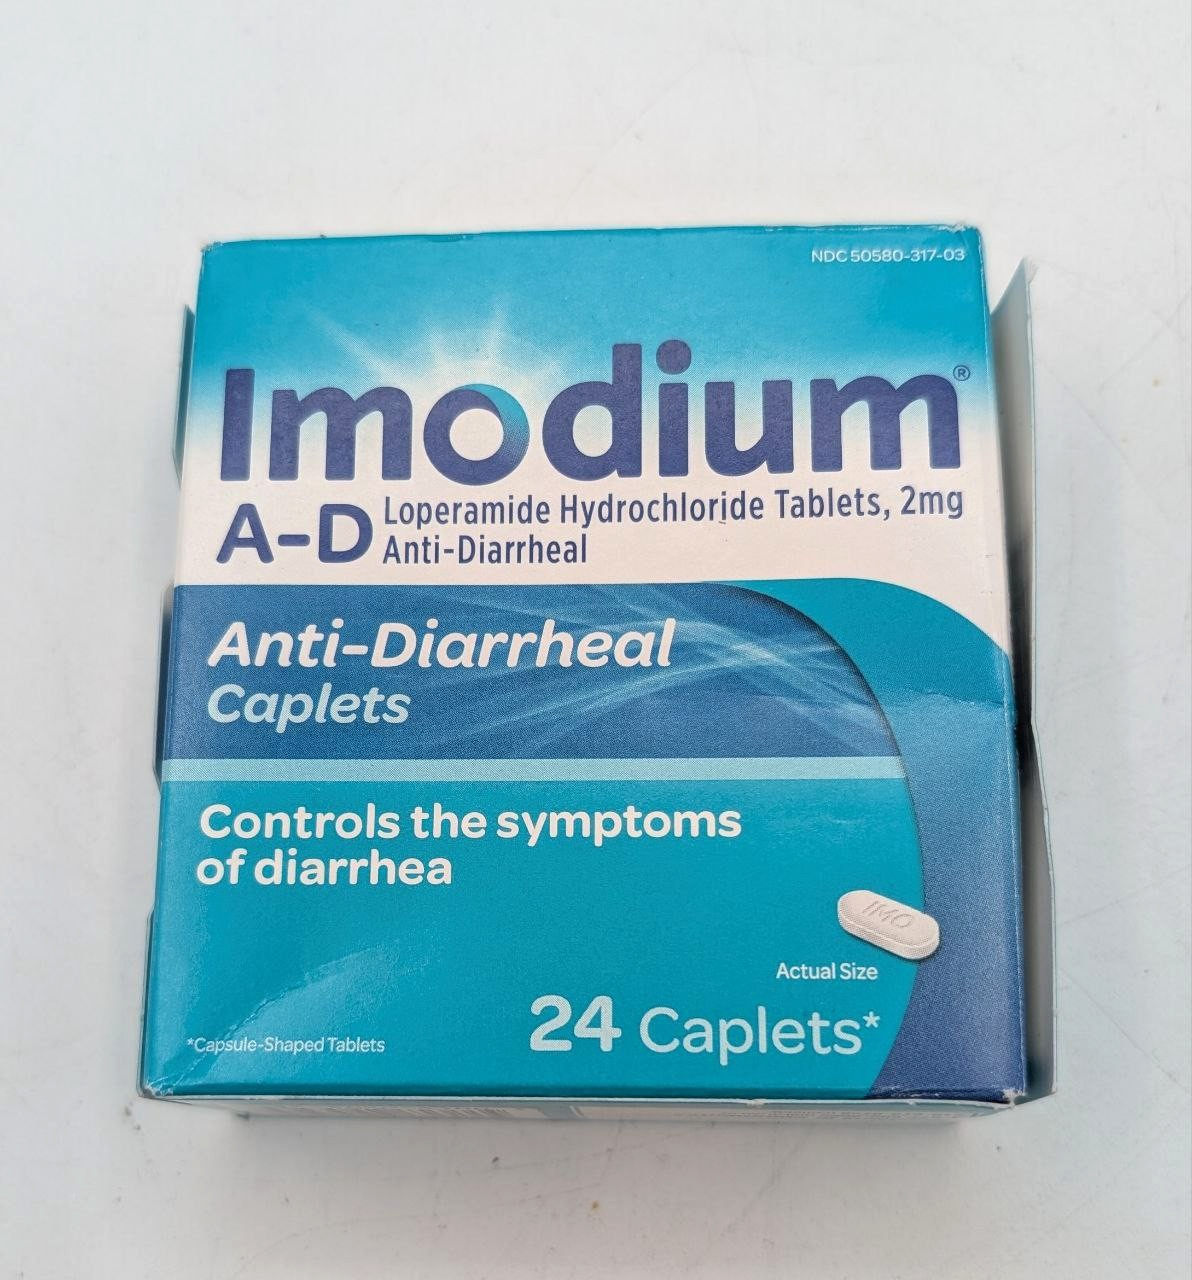 NDC 50580-317-03
Imodium®
A-D Loperamide Hydrochloride Tablets, 2mg
Anti-Diarrheal
Anti-Diarrheal
Caplets
Controls the symptoms
of diarrhea
IMO
Actual Size
24 Caplets*
*Capsule-Shaped Tablets